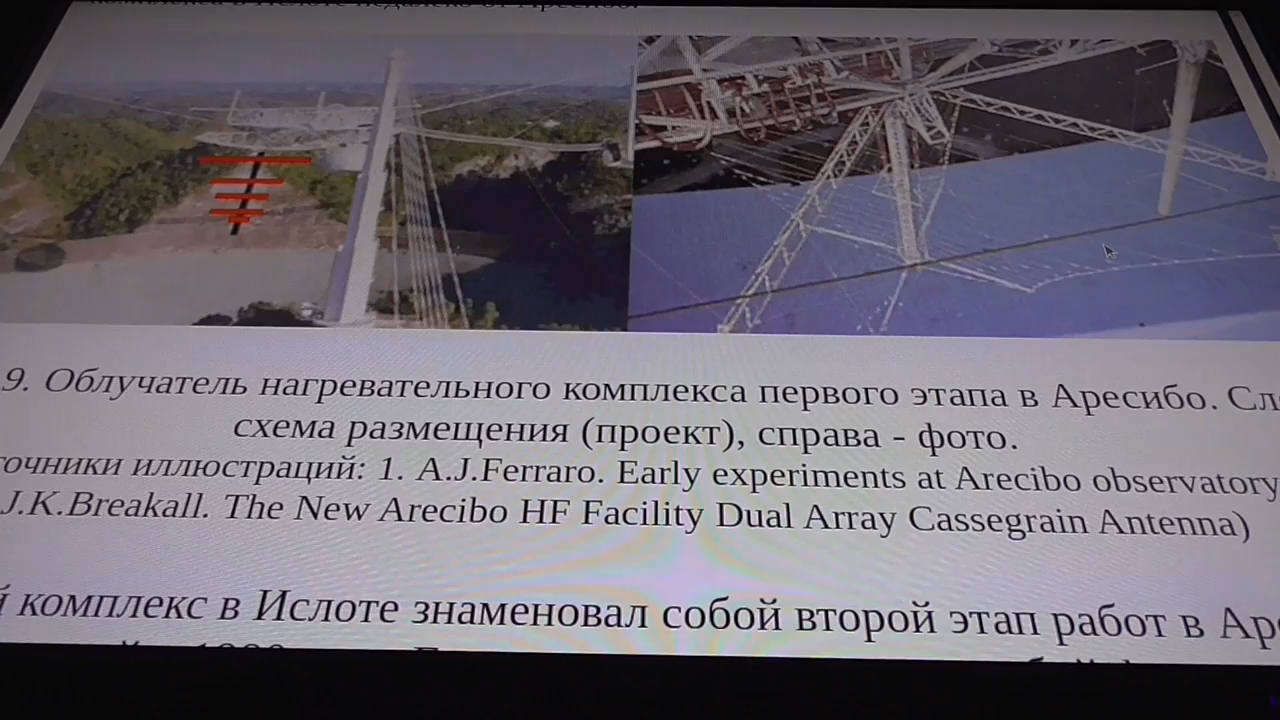 9. Облучатель нагревательного комплекса первого этапа в Аресибо.
схема размещения (проект), справа - фото.
иллюстраций: 1. A.J.Ferraro. Early experiments at Arecibo observatory
J.K.Breakall. The New Arecibo HF Facility Dual Array Cassegrain Antenna)
комплекс в Ислоте знаменовал собой второй этап работ в